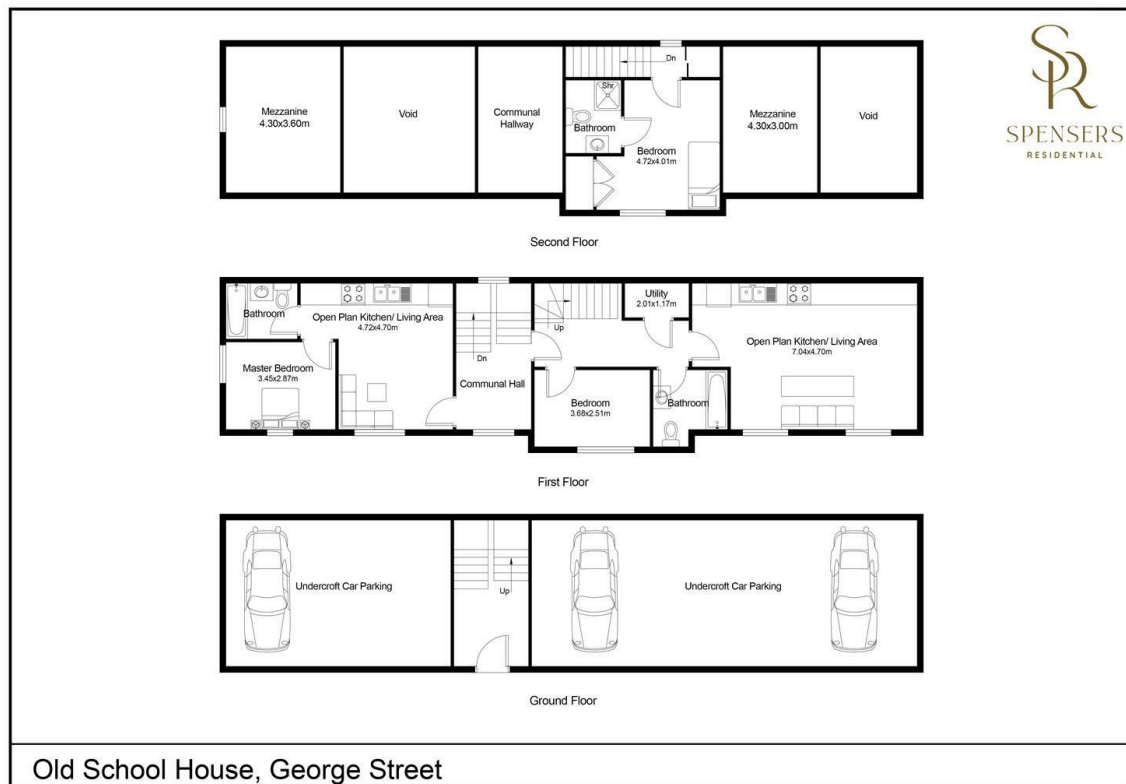 SR
SPENSERS
RESIDENTIAL
Mezzanine
4.30x3.60m
Void
Communal
Hallway
Dn
Shr
Bathroom
Bedroom
4.72x4.01m
Mezzanine
4.30x3.00m
Void
Second Floor
Bathroom
Open Plan Kitchen/ Living Area
4.72x4.70m
Master Bedroom
3.45x2.87m
Dn
Communal Hall
Up
Utility
2.01x1.17m
Bedroom
3.68x2.51m
Bathroom
Open Plan Kitchen/ Living Area
7.04x4.70m
First Floor
Undercroft Car Parking
Up
Undercroft Car Parking
Ground Floor
Old School House, George Street